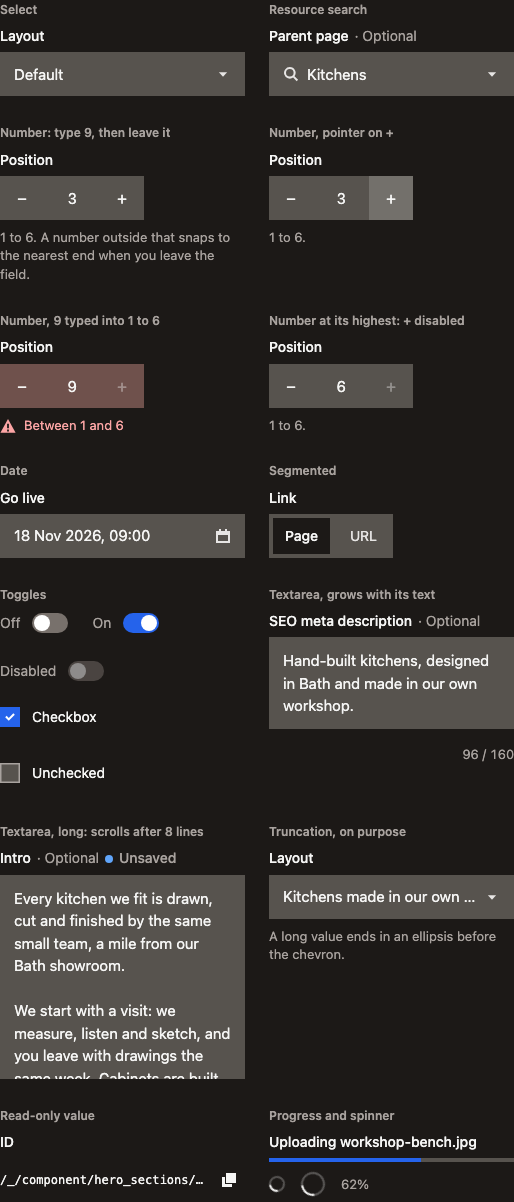 Select
Resource search
Layout
Parent page · Optional
Default
Kitchens
Number: type 9, then leave it
Number, pointer on +
Position
Position
− 3 +
− 3 +
1 to 6. A number outside that snaps to
the nearest end when you leave the
field.
1 to 6.
Number, 9 typed into 1 to 6
Number at its highest: + disabled
Position
Position
− 9 +
− 6 +
Between 1 and 6
1 to 6.
Date
Segmented
Go live
Link
18 Nov 2026, 09:00
Page URL
Toggles
Off On
Disabled
Checkbox
Unchecked
Textarea, grows with its text
SEO meta description · Optional
Hand-built kitchens, designed
in Bath and made in our own
workshop.
96 / 160
Textarea, long: scrolls after 8 lines
Intro · Optional Unsaved
Every kitchen we fit is drawn,
cut and finished by the same
small team, a mile from our
Bath showroom.
We start with a visit: we
measure, listen and sketch, and
you leave with drawings the
same week. Cabinets are built
Truncation, on purpose
Layout
Kitchens made in our own ...
A long value ends in an ellipsis before
the chevron.
Read-only value
ID
/_/component/hero_sections/…
Progress and spinner
Uploading workshop-bench.jpg
62%